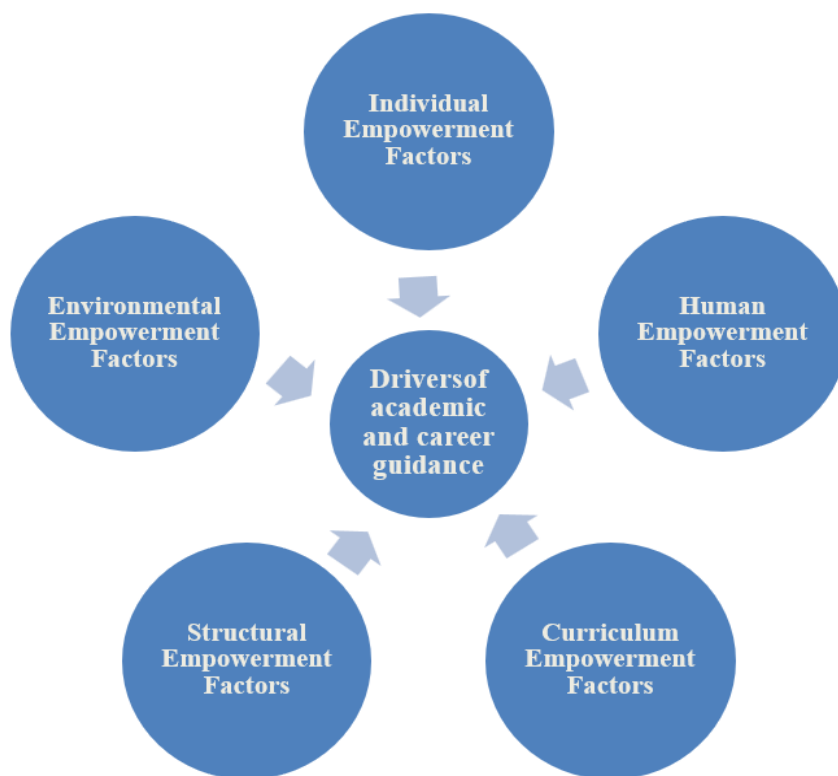 Individual
Empowerment
Factors
Environmental
Empowerment
Factors
Human
Empowerment
Factors
Driversof
academic
and career
guidance
Structural
Empowerment
Factors
Curriculum
Empowerment
Factors